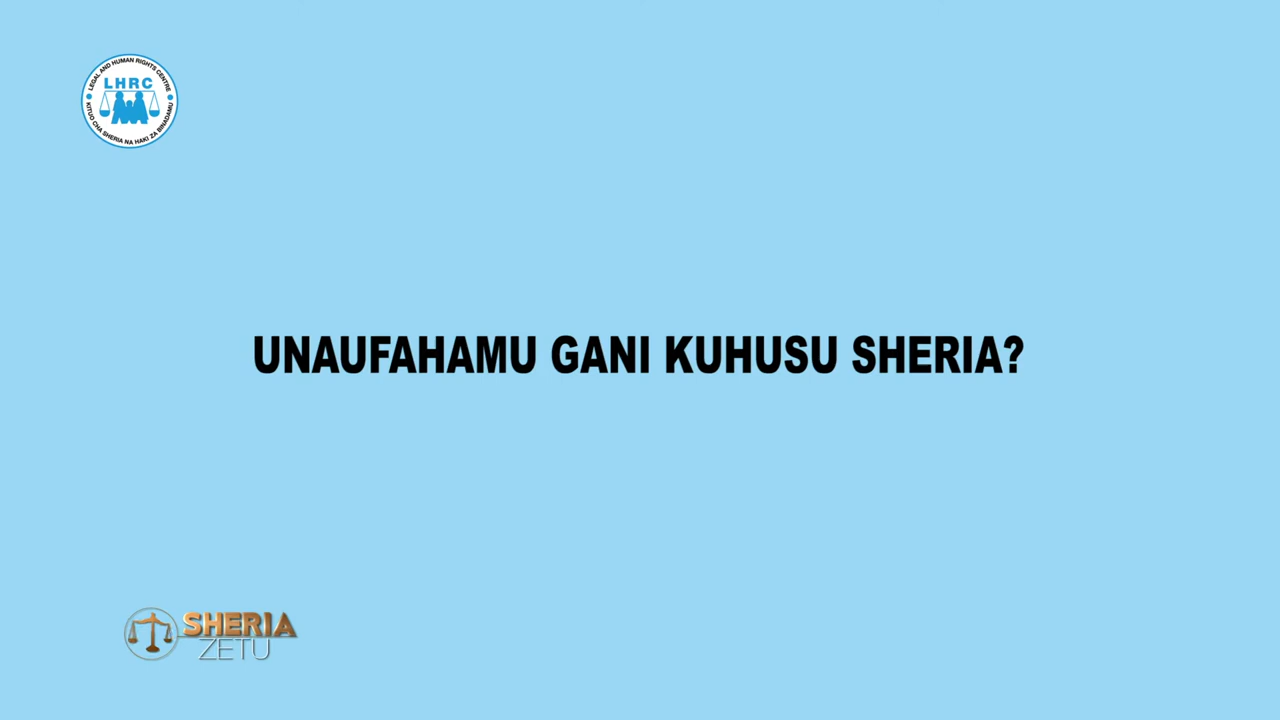 LEGAL AND HUMAN RIGHTS CENTRE
LHRC
KITUO CHA SHERIA NA HAKI ZA BINADAMU
UNAUFAHAMU GANI KUHUSU SHERIA?
SHERIA
ZETU